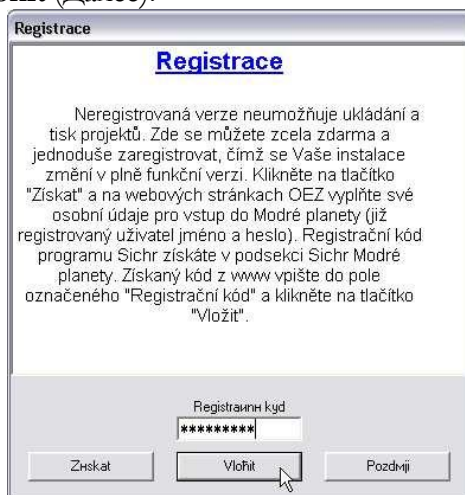 Registrace
Registrace
Neregistrovaná verze neumožňuje ukládání a
tisk projektů. Zde se můžete zcela zdarma a
jednoduše zaregistrovat, čímž se Vaše instalace
změní v plně funkční verzi. Klikněte na tlačítko
"Získat" a na webových stránkách OEZ vyplňte své
osobní údaje pro vstup do Modré planety (již
registrovaný uživatel jméno a heslo). Registrační kód
programu Sichr získáte v podsekci Sichr Modré
planety. Získaný kód z www vpište do pole
označeného "Registrační kód" a klikněte na tlačítko
"Vložit".
Registraинн kуd
*********
Zнskat
Vloћit
Pozdмji